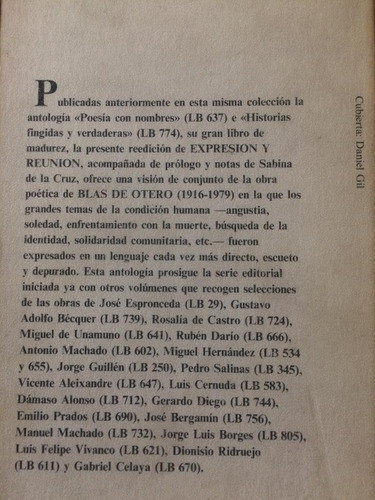 Publicadas anteriormente en esta misma colección la
antología «Poesía con nombres» (LB 637) e «Historias
fingidas y verdaderas» (LB 774), su gran libro de
madurez, la presente reedición de EXPRESION Y
REUNION, acompañada de prólogo y notas de Sabina
de la Cruz, ofrece una visión de conjunto de la obra
poética de BLAS DE OTERO (1916-1979) en la que los
grandes temas de la condición humana —angustia,
soledad, enfrentamiento con la muerte, búsqueda de
la identidad, solidaridad comunitaria, etc.— fueron
expresados en un lenguaje cada vez más directo, escueto
y depurado. Esta antología prosigue la serie editorial
iniciada ya con otros volúmenes que recogen selecciones
de las obras de José Espronceda (LB 29), Gustavo
Adolfo Bécquer (LB 739), Rosalía de Castro (LB 724),
Miguel de Unamuno (LB 641), Rubén Darío (LB 666),
Antonio Machado (LB 602), Miguel Hernández (LB 534
y 655), Jorge Guillén (LB 250), Pedro Salinas (LB 345),
Vicente Aleixandre (LB 647), Luis Cernuda (LB 583),
Dámaso Alonso (LB 712), Gerardo Diego (LB 744),
Emilio Prados (LB 690), José Bergamín (LB 756),
Manuel Machado (LB 732), Jorge Luis Borges (LB 805),
Luis Felipe Vivanco (LB 621), Dionisio Ridruejo
(LB 611) y Gabriel Celaya (LB 670).
Cubierta: Daniel Gil